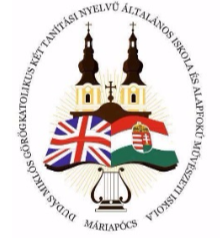 DUDÁS MIKLÓS GÖRÖGKATOLIKUS KÉT TANÍTÁSI NYELVŰ ÁLTALÁNOS ISKOLA ÉS ALAPFOKÚ MŰVÉSZETI ISKOLA
MÁRIAPÓCS